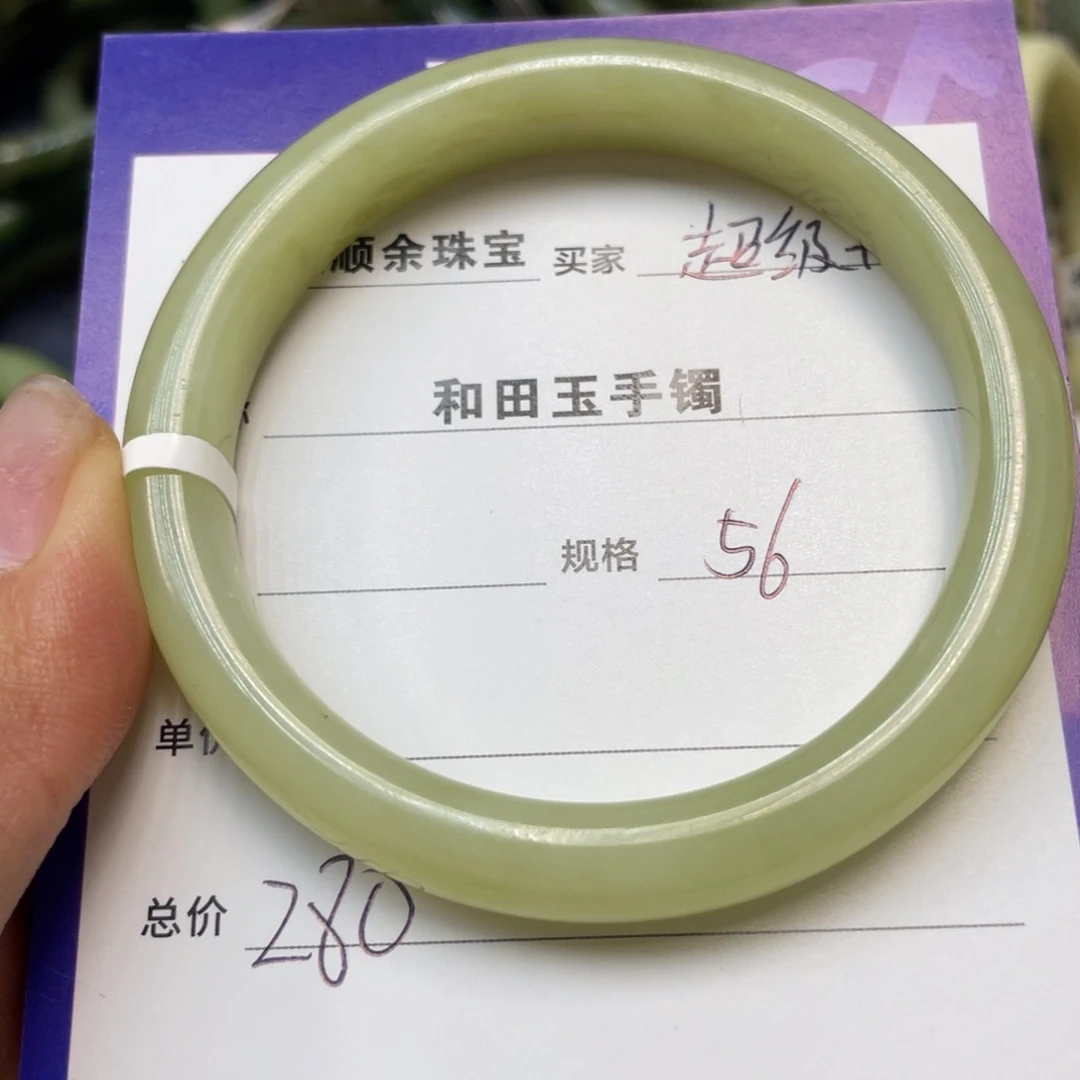 顺余珠宝 买家 超级
和田玉手镯
规格 56
单价
总价 280